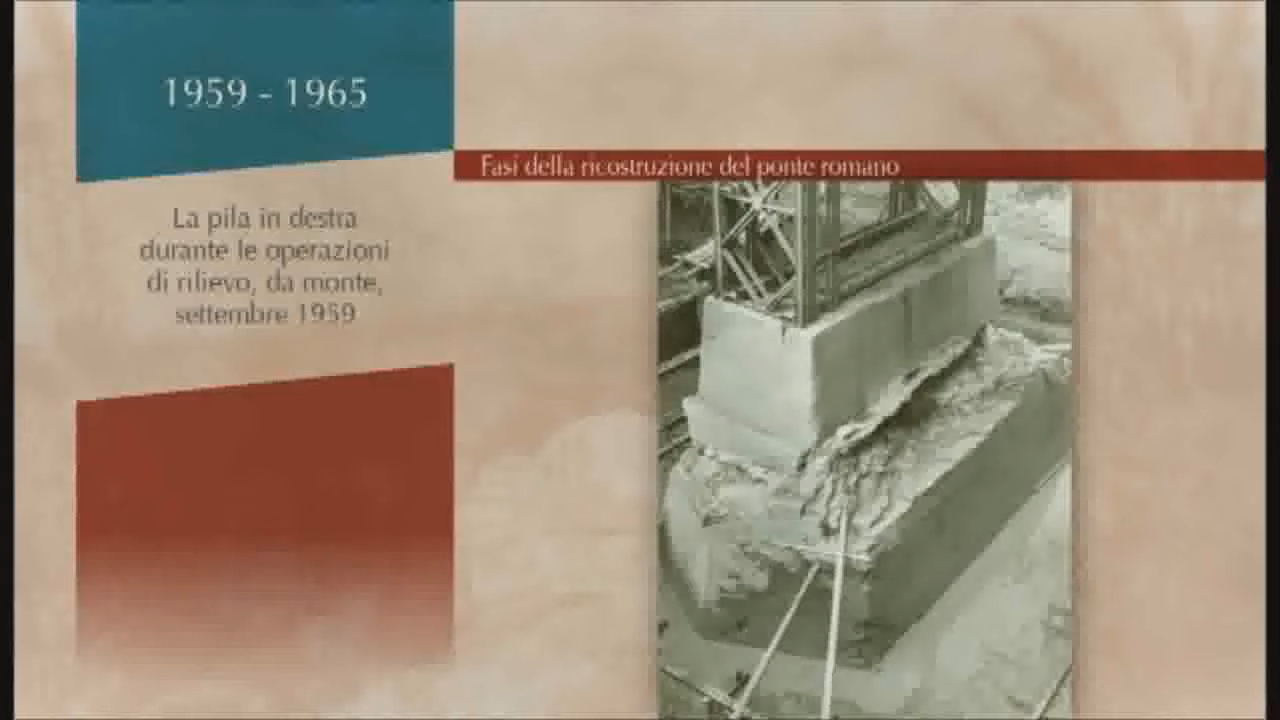 1959 - 1965
Fasi della ricostruzione del ponte romano
La pila in destra
durante le operazioni
di rilievo, da monte,
settembre 1959